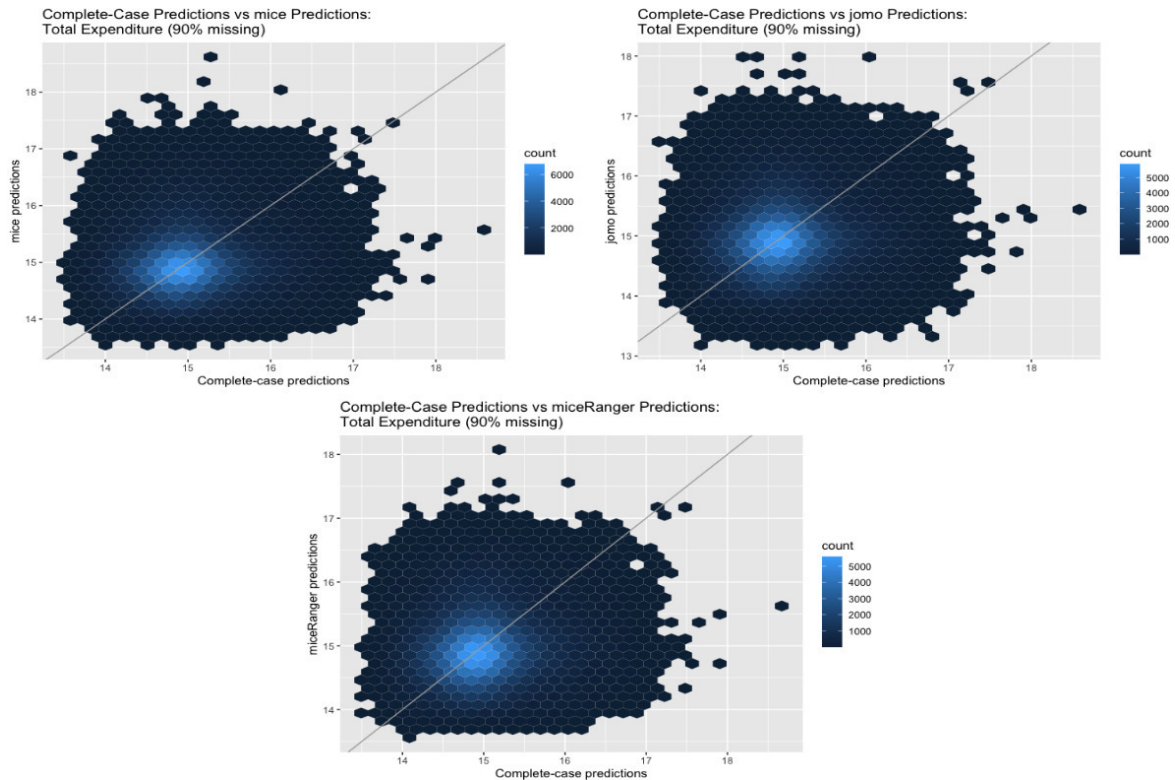 Complete-Case Predictions vs mice Predictions:
Total Expenditure (90% missing)
18
17
16
15
14
mice predictions
14
15
16
17
18
Complete-case predictions
count
6000
4000
2000
Complete-Case Predictions vs jomo Predictions:
Total Expenditure (90% missing)
18
17
16
15
14
13
jomo predictions
14
15
16
17
18
Complete-case predictions
count
5000
4000
3000
2000
1000
Complete-Case Predictions vs miceRanger Predictions:
Total Expenditure (90% missing)
18
17
16
15
14
miceRanger predictions
14
15
16
17
18
Complete-case predictions
count
5000
4000
3000
2000
1000